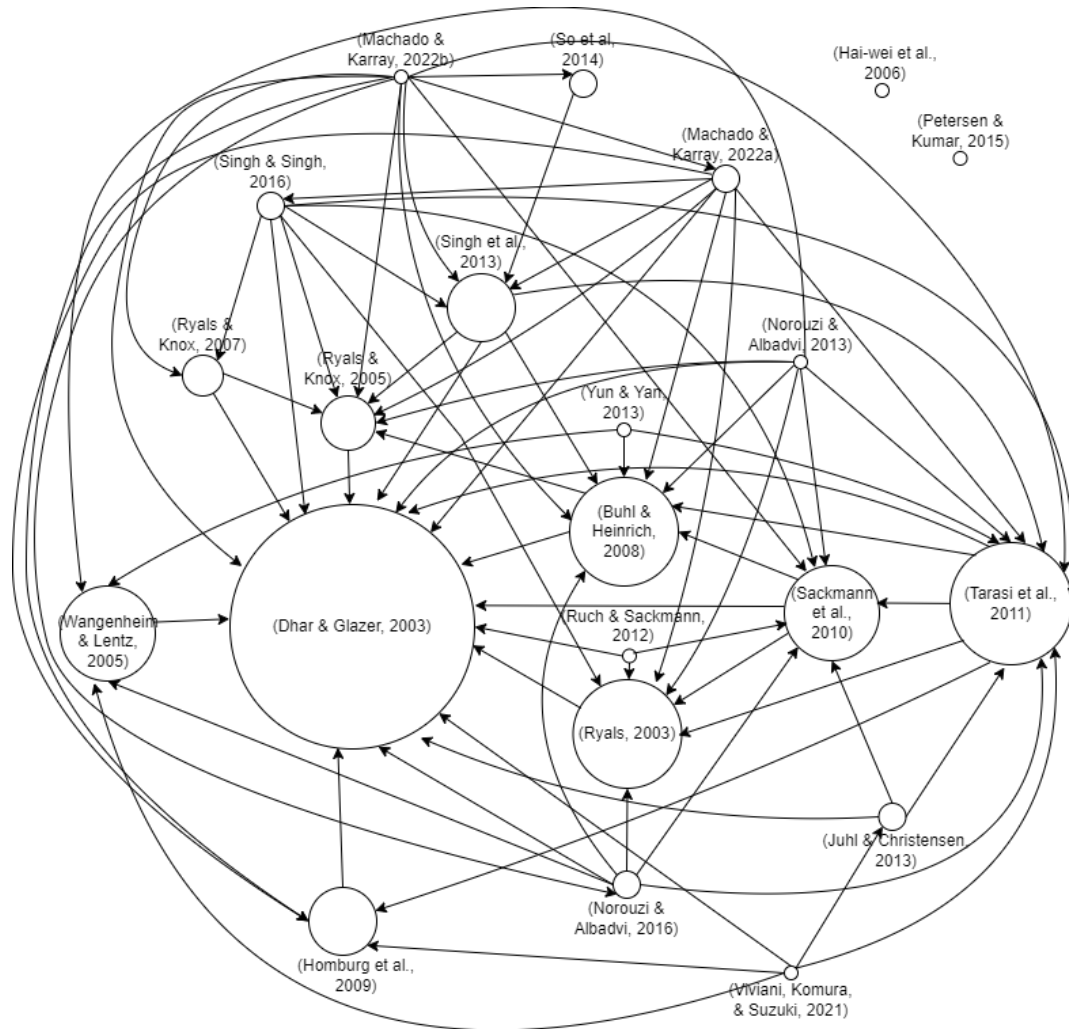 (Machado &
Karray, 2022b)
(So et al,
2014)
(Hai-wei et al.,
2006)
(Petersen &
Kumar, 2015)
(Machado &
Karray, 2022a)
(Singh & Singh,
2016)
(Singh et al.,
2013)
(Ryals &
Knox, 2007)
(Ryals &
Knox, 2005)
(Norouzi &
Albadvi, 2013)
(Yun & Yan,
2013)
(Buhl &
Heinrich,
2008)
(Wangenheim
& Lentz,
2005)
(Dhar & Glazer, 2003)
(Ruch & Sackmann,
2012)
(Sackmann
et al.,
2010)
(Tarasi et al.,
2011)
(Ryals, 2003)
(Juhl & Christensen,
2013)
(Norouzi &
Albadvi, 2016)
(Homburg et al.,
2009)
(Viviani, Komura,
& Suzuki, 2021)